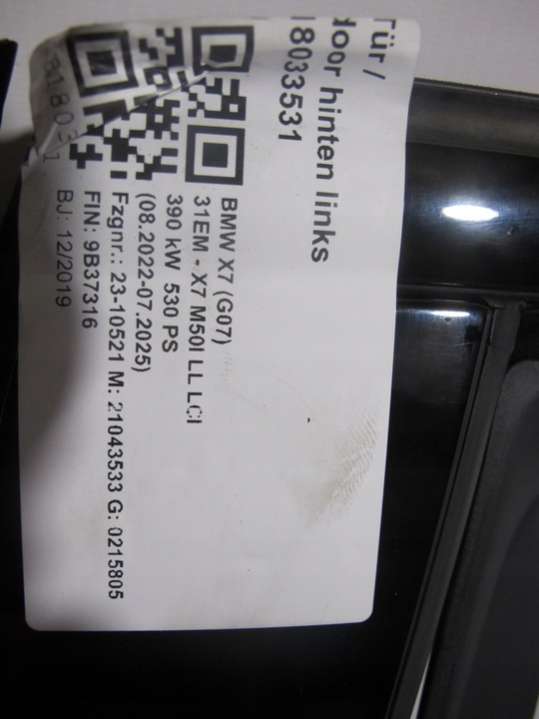 Tür /
door hinten links
18033531
BMW X7 (G07)
31EM - X7 M50I LL LCI
390 kW 530 PS
(08.2022-07.2025)
Fzgnr.: 23-10521 M: 21043533 G: 0215805
FIN: 9B37316
BJ: 12/2019